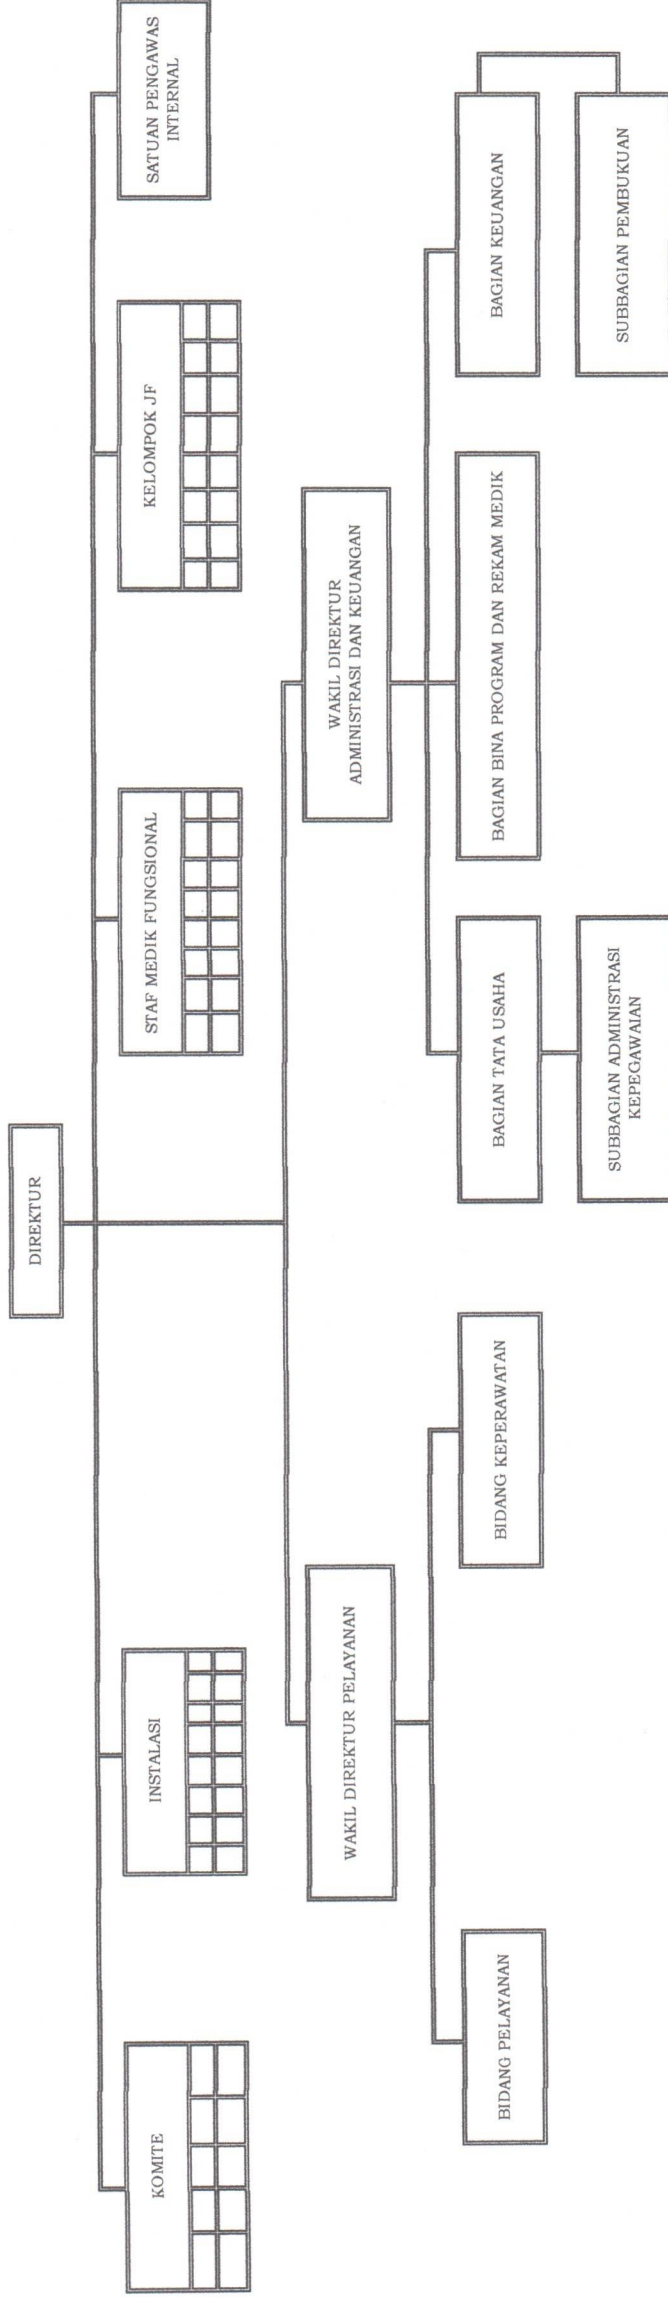 DIREKTUR
KOMITE
INSTALASI
STAF MEDIK FUNGSIONAL
KELOMPOK JF
SATUAN PENGAWAS
INTERNAL
WAKIL DIREKTUR PELAYANAN
WAKIL DIREKTUR
ADMINISTRASI DAN KEUANGAN
BIDANG PELAYANAN
BIDANG KEPERAWATAN
BAGIAN TATA USAHA
BAGIAN BINA PROGRAM DAN REKAM MEDIK
BAGIAN KEUANGAN
SUBBAGIAN ADMINISTRASI
KEPEGAWAIAN
SUBBAGIAN PEMBUKUAN